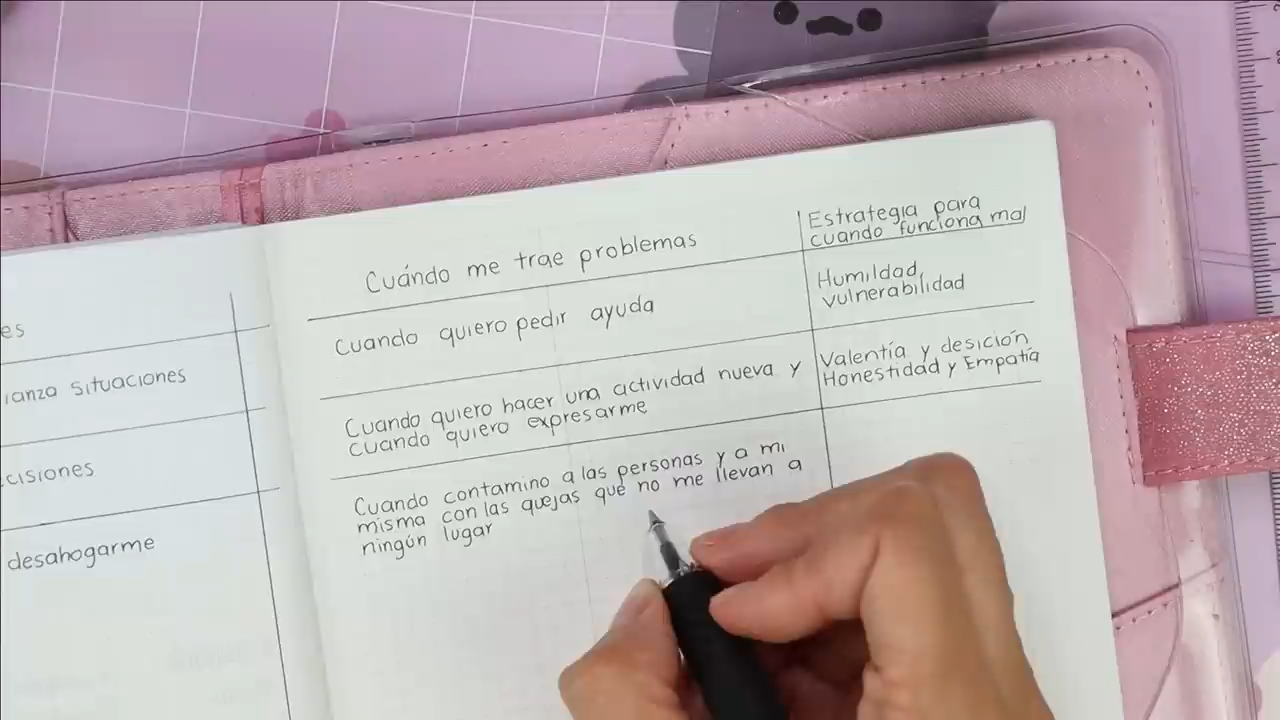 es
ianza situaciones
cisiones
desahogarme
Cuándo me trae problemas
Estrategia para
cuando funciona mal
Cuando quiero pedir ayuda
Humildad,
vulnerabilidad
Cuando quiero hacer una actividad nueva y
cuando quiero expresarme
Valentía y desición
Honestidad y Empatía
Cuando contamino a las personas y a mi
misma con las quejas que no me llevan a
ningún lugar